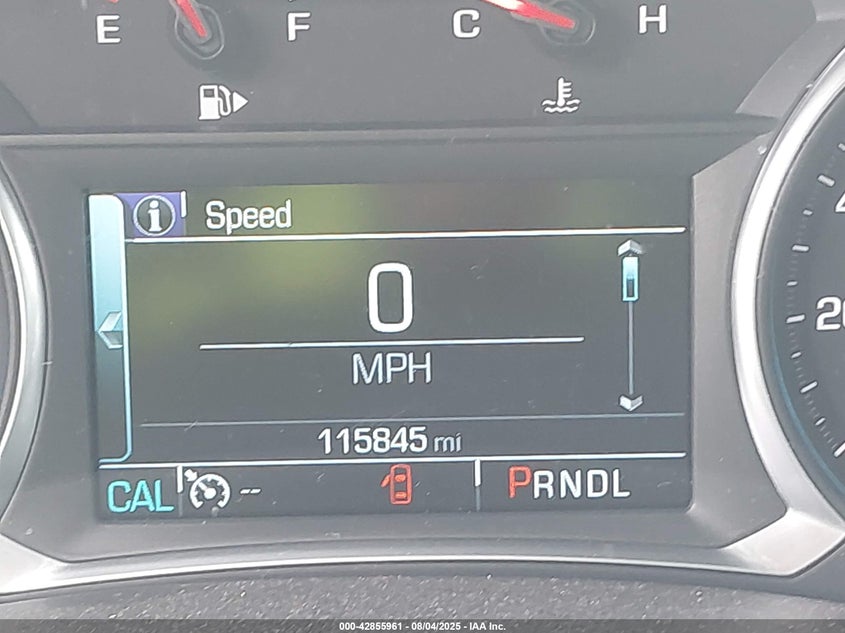 E F C H
Speed
0
MPH
115845 mi
CAL -- PRNDL
000-42855961 - 08/04/2025 - IAA Inc.